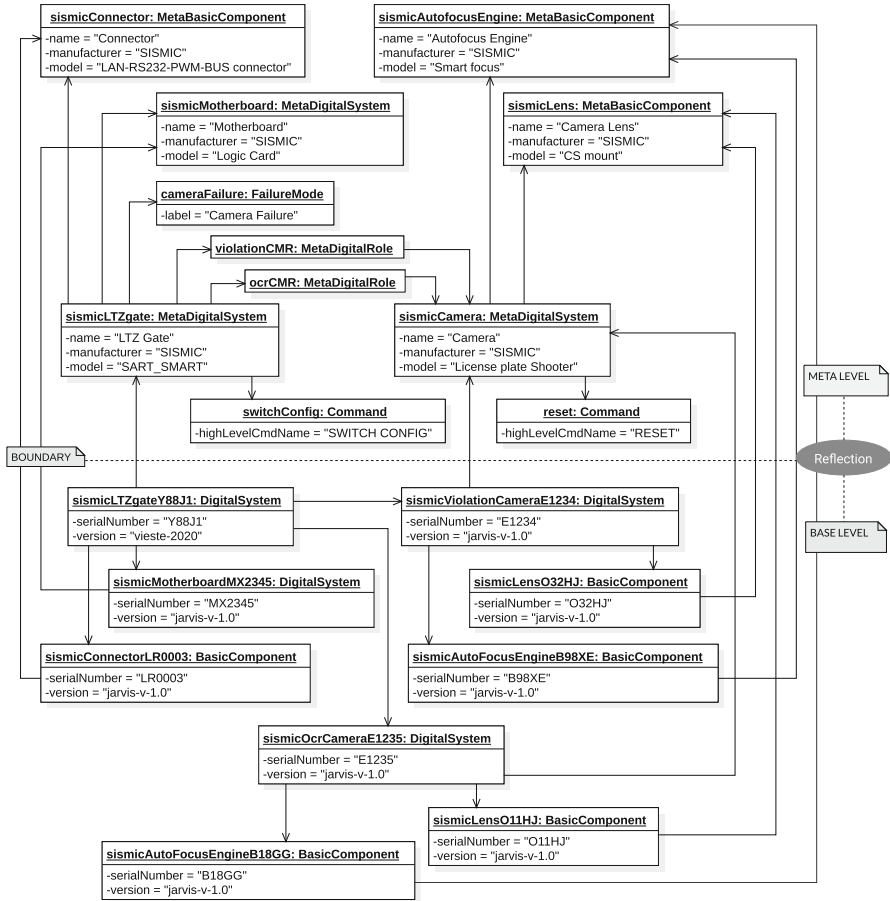 sismicConnector: MetaBasicComponent
-name = "Connector"
-manufacturer = "SISMIC"
-model = "LAN-RS232-PWM-BUS connector"
sismicAutofocusEngine: MetaBasicComponent
-name = "Autofocus Engine"
-manufacturer = "SISMIC"
-model = "Smart focus"
sismicMotherboard: MetaDigitalSystem
-name = "Motherboard"
-manufacturer = "SISMIC"
-model = "Logic Card"
sismicLens: MetaBasicComponent
-name = "Camera Lens"
-manufacturer = "SISMIC"
-model = "CS mount"
cameraFailure: FailureMode
-label = "Camera Failure"
violationCMR: MetaDigitalRole
ocrCMR: MetaDigitalRole
sismicLTZgate: MetaDigitalSystem
-name = "LTZ Gate"
-manufacturer = "SISMIC"
-model = "SART_SMART"
sismicCamera: MetaDigitalSystem
-name = "Camera"
-manufacturer = "SISMIC"
-model = "License plate Shooter"
META LEVEL
switchConfig: Command
-highLevelCmdName = "SWITCH CONFIG"
reset: Command
-highLevelCmdName = "RESET"
BOUNDARY
Reflection
sismicLTZgateY88J1: DigitalSystem
-serialNumber = "Y88J1"
-version = "vieste-2020"
sismicViolationCameraE1234: DigitalSystem
-serialNumber = "E1234"
-version = "jarvis-v-1.0"
BASE LEVEL
sismicMotherboardMX2345: DigitalSystem
-serialNumber = "MX2345"
-version = "jarvis-v-1.0"
sismicLensO32HJ: BasicComponent
-serialNumber = "O32HJ"
-version = "jarvis-v-1.0"
sismicConnectorLR0003: BasicComponent
-serialNumber = "LR0003"
-version = "jarvis-v-1.0"
sismicAutoFocusEngineB98XE: BasicComponent
-serialNumber = "B98XE"
-version = "jarvis-v-1.0"
sismicOcrCameraE1235: DigitalSystem
-serialNumber = "E1235"
-version = "jarvis-v-1.0"
sismicLensO11HJ: BasicComponent
-serialNumber = "O11HJ"
-version = "jarvis-v-1.0"
sismicAutoFocusEngineB18GG: BasicComponent
-serialNumber = "B18GG"
-version = "jarvis-v-1.0"